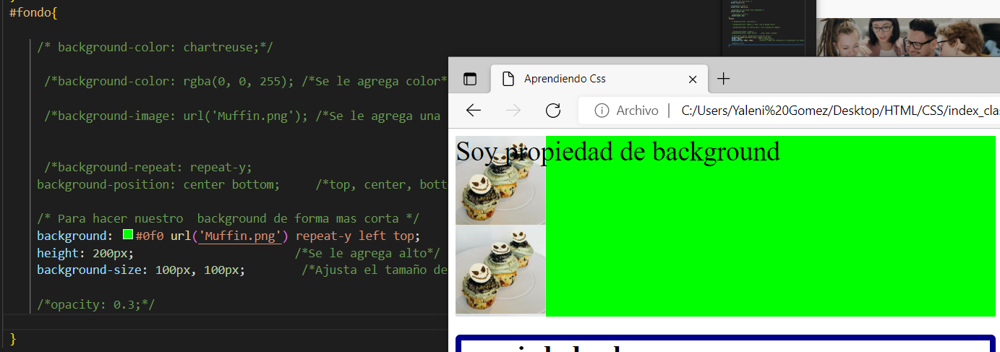 #fondo{
/* background-color: chartreuse;*/
/*background-color: rgba(0, 0, 255); /*Se le agrega color*
/*background-image: url('Muffin.png'); /*Se le agrega una
/*background-repeat: repeat-y;
background-position: center bottom;     /*top, center, bott
/* Para hacer nuestro  background de forma mas corta */
background: #0f0 url('Muffin.png') repeat-y left top;
height: 200px;                     /*Se le agrega alto*/
background-size: 100px, 100px;       /*Ajusta el tamaño de
/*opacity: 0.3;*/
}
Aprendiendo Css
Archivo | C:/Users/Yaleni%20Gomez/Desktop/HTML/CSS/index_cla
Soy propiedad de background